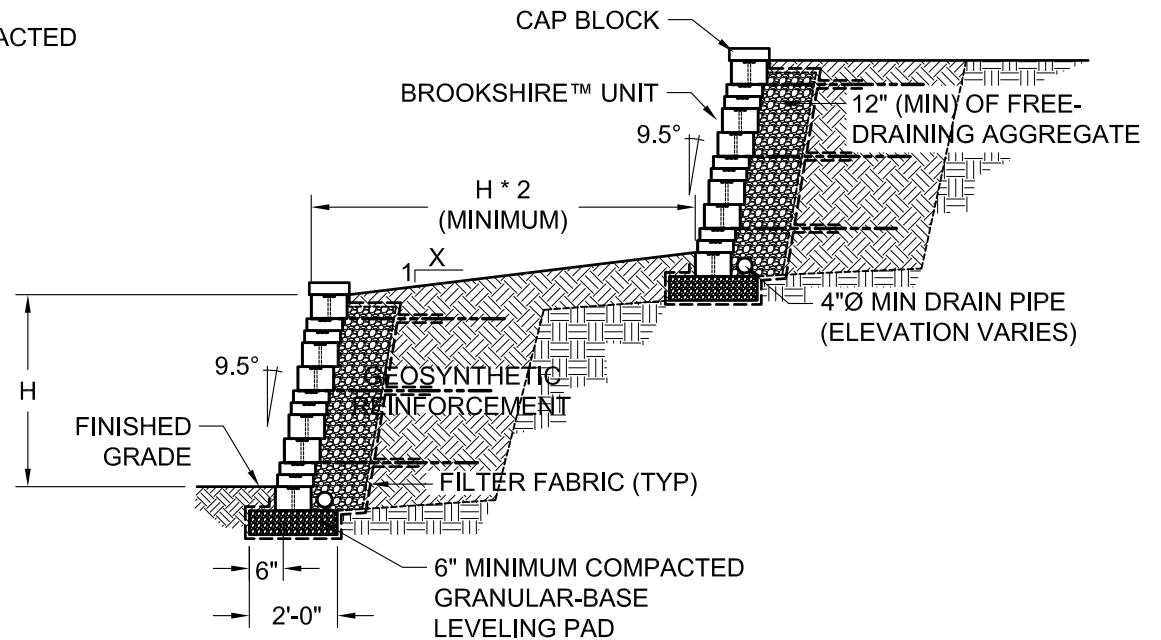 ACTED
CAP BLOCK
BROOKSHIRE™ UNIT
9.5°
12" (MIN) OF FREE-
DRAINING AGGREGATE
H * 2
(MINIMUM)
X
1
4"Ø MIN DRAIN PIPE
(ELEVATION VARIES)
9.5°
H
GEOSYNTHETIC
REINFORCEMENT
FINISHED
GRADE
FILTER FABRIC (TYP)
6"
2'-0"
6" MINIMUM COMPACTED
GRANULAR-BASE
LEVELING PAD